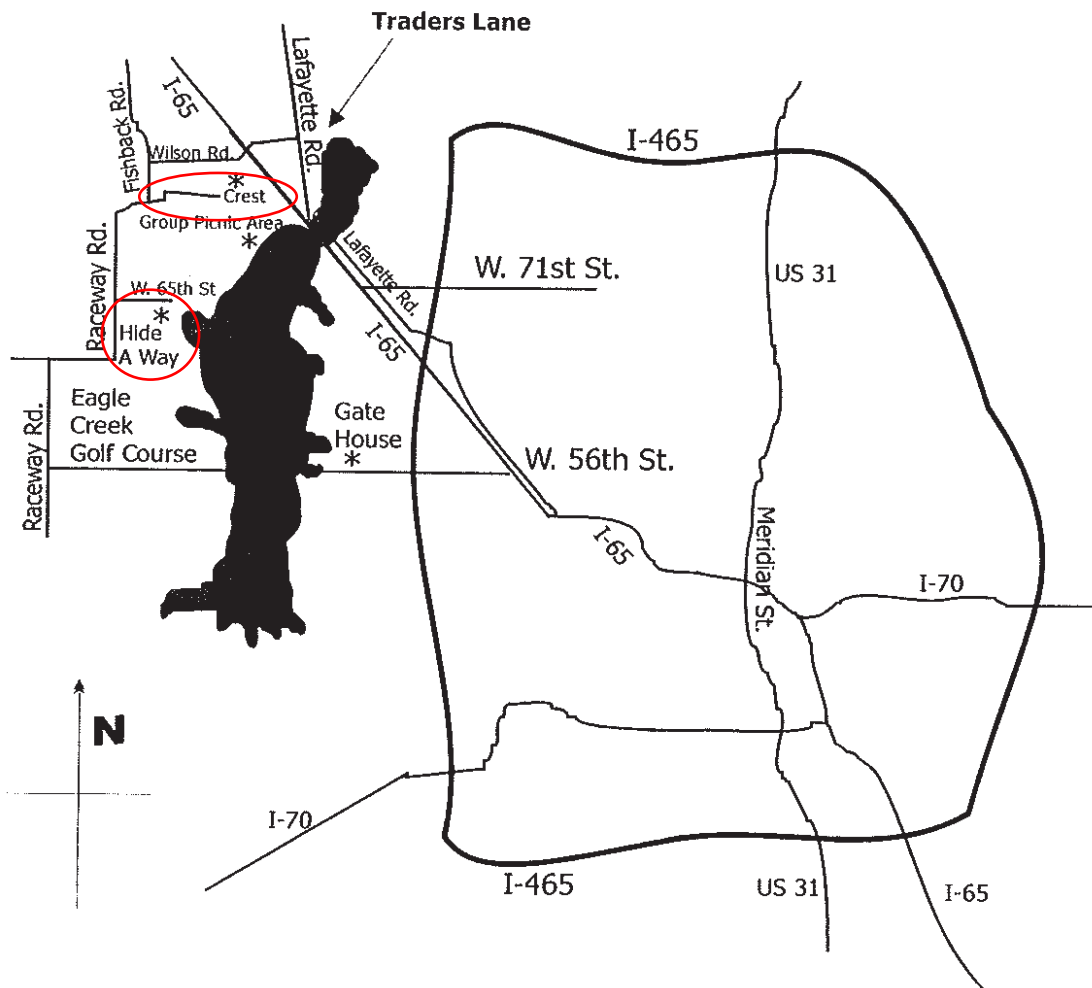 Traders Lane
Lafayette Rd.
I-65
Fishback Rd.
Wilson Rd.
I-465
Crest
Group Picnic Area
Lafayette Rd.
Raceway Rd.
W. 71st St.
US 31
W. 65th St
Hide
A Way
I-65
Eagle
Creek
Golf Course
Gate
House
Raceway Rd.
W. 56th St.
I-65
Meridian St.
I-70
N
I-70
I-465
US 31
I-65